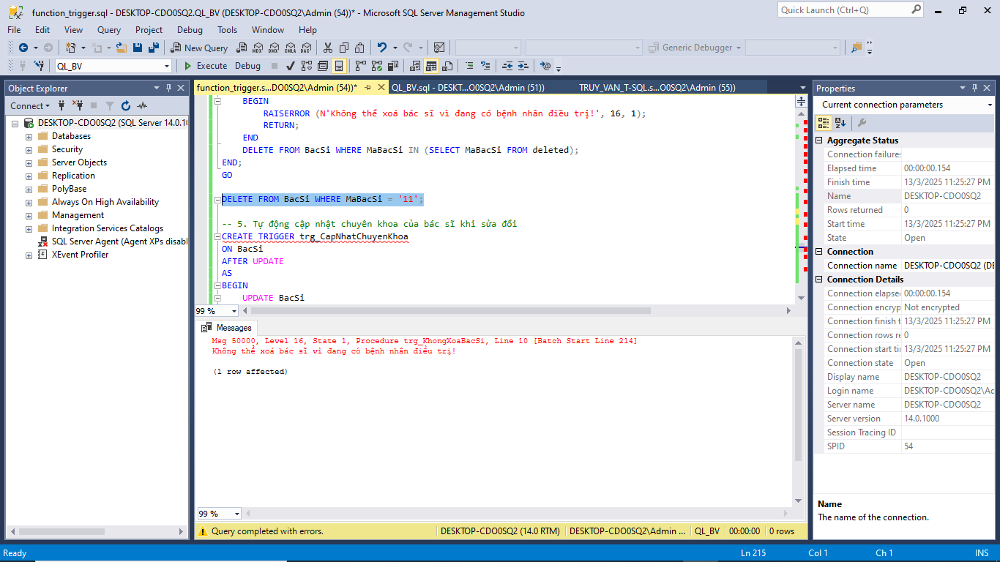 function_trigger.sql - DESKTOP-CDO0SQ2.QL_BV (DESKTOP-CDO0SQ2\Admin (54))* - Microsoft SQL Server Management Studio
Quick Launch (Ctrl+Q)
File Edit View Query Project Debug Tools Window Help
New Query MDX DMX XMLA DAX Generic Debugger
QL_BV Execute Debug
Object Explorer
Connect
DESKTOP-CDO0SQ2 (SQL Server 14.0.10
Databases
Security
Server Objects
Replication
PolyBase
Always On High Availability
Management
Integration Services Catalogs
SQL Server Agent (Agent XPs disabl
XEvent Profiler
function_trigger.s...DO0SQ2\Admin (54))* QL_BV.sql - DESKT...O0SQ2\Admin (51)) TRUY_VAN_T-SQL.s...O0SQ2\Admin (55))
BEGIN
RAISERROR (N'Không thể xoá bác sĩ vì đang có bệnh nhân điều trị!', 16, 1);
RETURN;
END
DELETE FROM BacSi WHERE MaBacSi IN (SELECT MaBacSi FROM deleted);
END;
GO
DELETE FROM BacSi WHERE MaBacSi = '11';
-- 5. Tự động cập nhật chuyên khoa của bác sĩ khi sửa đổi
CREATE TRIGGER trg_CapNhatChuyenKhoa
ON BacSi
AFTER UPDATE
AS
BEGIN
UPDATE BacSi
99 %
Messages
Msg 50000, Level 16, State 1, Procedure trg_KhongXoaBacSi, Line 10 [Batch Start Line 214]
Không thể xoá bác sĩ vì đang có bệnh nhân điều trị!
(1 row affected)
99 %
Query completed with errors. DESKTOP-CDO0SQ2 (14.0 RTM) DESKTOP-CDO0SQ2\Admin ... QL_BV 00:00:00 0 rows
Properties
Current connection parameters
Aggregate Status
Connection failures
Elapsed time 00:00:00.154
Finish time 13/3/2025 11:25:27 PM
Name DESKTOP-CDO0SQ2
Rows returned 0
Start time 13/3/2025 11:25:27 PM
State Open
Connection
Connection name DESKTOP-CDO0SQ2 (DE
Connection Details
Connection elapse 00:00:00.154
Connection encryp Not encrypted
Connection finish t 13/3/2025 11:25:27 PM
Connection rows re 0
Connection start tir 13/3/2025 11:25:27 PM
Connection state Open
Display name DESKTOP-CDO0SQ2
Login name DESKTOP-CDO0SQ2\Ad
Server name DESKTOP-CDO0SQ2
Server version 14.0.1000
Session Tracing ID
SPID 54
Name
The name of the connection.
Ready Ln 215 Col 1 Ch 1 INS